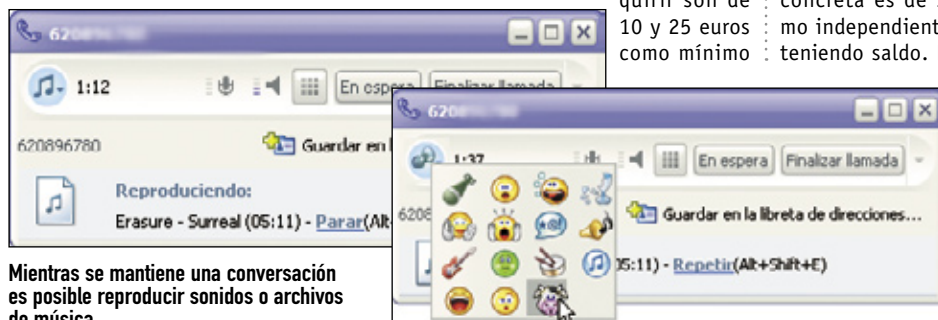 quirir son de
10 y 25 euros
como mínimo
concreta es de
mo independient
teniendo saldo.
620
1:12
En espera
Finalizar llamada
620896780
Guardar en l
Reproduciendo:
Erasure - Surreal (05:11) - Parar(Alt-
620
1:37
En espera
Finalizar llamada
6208
Guardar en la libreta de direcciones...
05:11) - Repetir(Alt+Shift+E)
Mientras se mantiene una conversación
es posible reproducir sonidos o archivos
de música